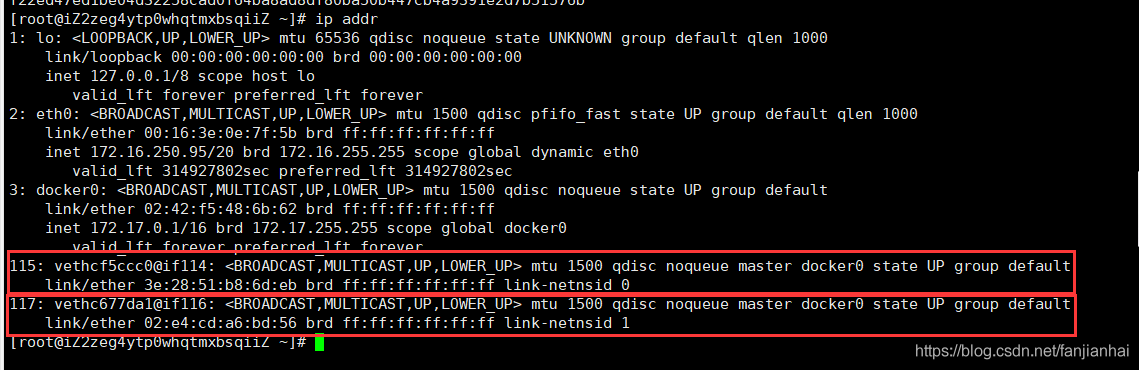 [root@iZ2zeg4ytp0whqtmxbsqiiZ ~]# ip addr
1: lo: <LOOPBACK,UP,LOWER_UP> mtu 65536 qdisc noqueue state UNKNOWN group default qlen 1000
    link/loopback 00:00:00:00:00:00 brd 00:00:00:00:00:00
    inet 127.0.0.1/8 scope host lo
       valid_lft forever preferred_lft forever
2: eth0: <BROADCAST,MULTICAST,UP,LOWER_UP> mtu 1500 qdisc pfifo_fast state UP group default qlen 1000
    link/ether 00:16:3e:0e:7f:5b brd ff:ff:ff:ff:ff:ff
    inet 172.16.250.95/20 brd 172.16.255.255 scope global dynamic eth0
       valid_lft 314927802sec preferred_lft 314927802sec
3: docker0: <BROADCAST,MULTICAST,UP,LOWER_UP> mtu 1500 qdisc noqueue state UP group default
    link/ether 02:42:f5:48:6b:62 brd ff:ff:ff:ff:ff:ff
    inet 172.17.0.1/16 brd 172.17.255.255 scope global docker0
       valid_lft forever preferred_lft forever
115: vethcf5ccc0@if114: <BROADCAST,MULTICAST,UP,LOWER_UP> mtu 1500 qdisc noqueue master docker0 state UP group default
    link/ether 3e:28:51:b8:6d:eb brd ff:ff:ff:ff:ff:ff link-netnsid 0
117: vethc677da1@if116: <BROADCAST,MULTICAST,UP,LOWER_UP> mtu 1500 qdisc noqueue master docker0 state UP group default
    link/ether 02:e4:cd:a6:bd:56 brd ff:ff:ff:ff:ff:ff link-netnsid 1
[root@iZ2zeg4ytp0whqtmxbsqiiZ ~]#
https://blog.csdn.net/fanjianhai